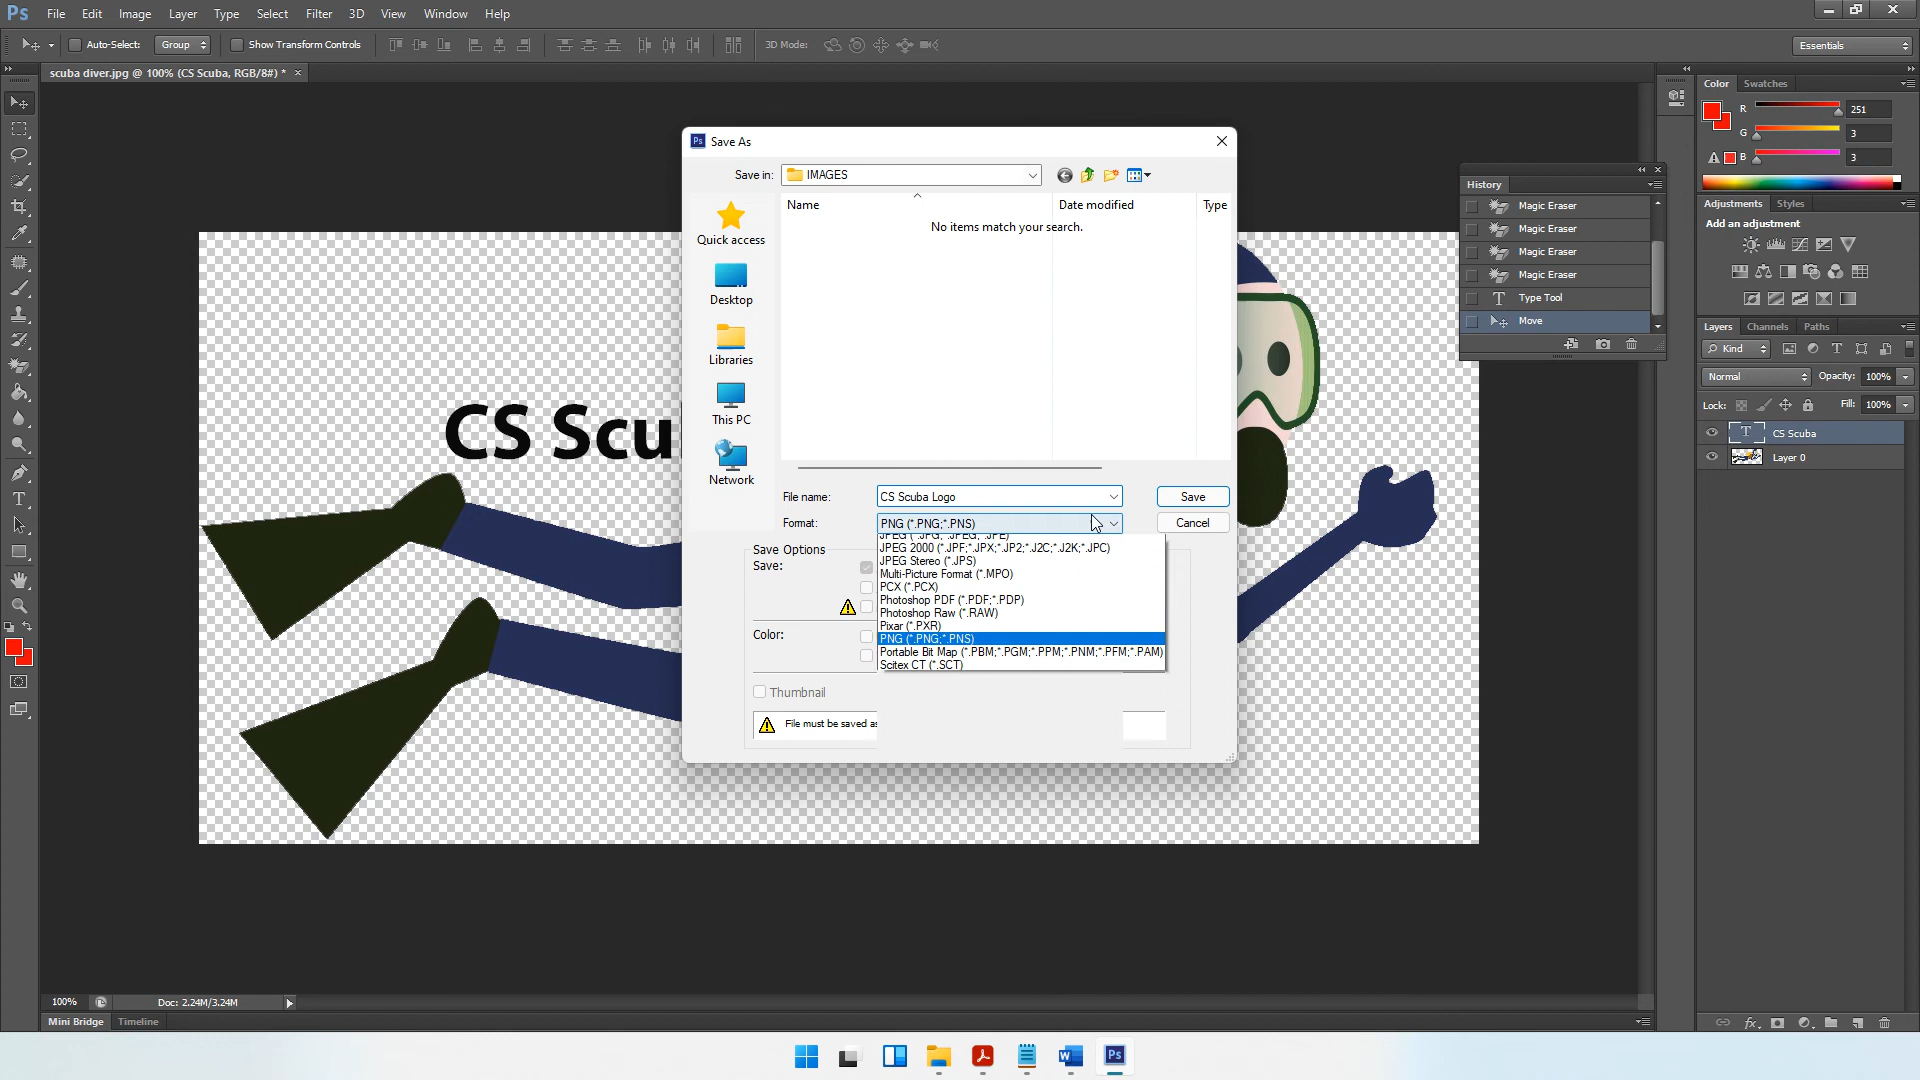 Ps File Edit Image Layer Type Select Filter 3D View Window Help
Auto-Select: Group Show Transform Controls 3D Mode: Essentials
scuba diver.jpg @ 100% (CS Scuba, RGB/8#) * ×
Color Swatches
R 251
G 3
B 3
Adjustments Styles
Add an adjustment
Layers Channels Paths
Kind
Normal Opacity: 100%
Lock: Fill: 100%
CS Scuba
Layer 0
History
Magic Eraser
Magic Eraser
Magic Eraser
Magic Eraser
Type Tool
Move
Save As
Save in: IMAGES
Name Date modified Type
No items match your search.
Quick access
Desktop
Libraries
This PC
Network
File name: CS Scuba Logo Save
Format: PNG (*.PNG;*.PNS) Cancel
JPEG (*.JPG;*.JPEG;*.JPE)
JPEG 2000 (*.JPF;*.JPX;*.JP2;*.J2C;*.J2K;*.JPC)
JPEG Stereo (*.JPS)
Multi-Picture Format (*.MPO)
PCX (*.PCX)
Photoshop PDF (*.PDF;*.PDP)
Photoshop Raw (*.RAW)
Pixar (*.PXR)
PNG (*.PNG;*.PNS)
Portable Bit Map (*.PBM;*.PGM;*.PPM;*.PNM;*.PFM;*.PAM)
Scitex CT (*.SCT)
Save Options
Save:
Color:
Thumbnail
File must be saved as
CS Scu
100% Doc: 2.24M/3.24M
Mini Bridge Timeline